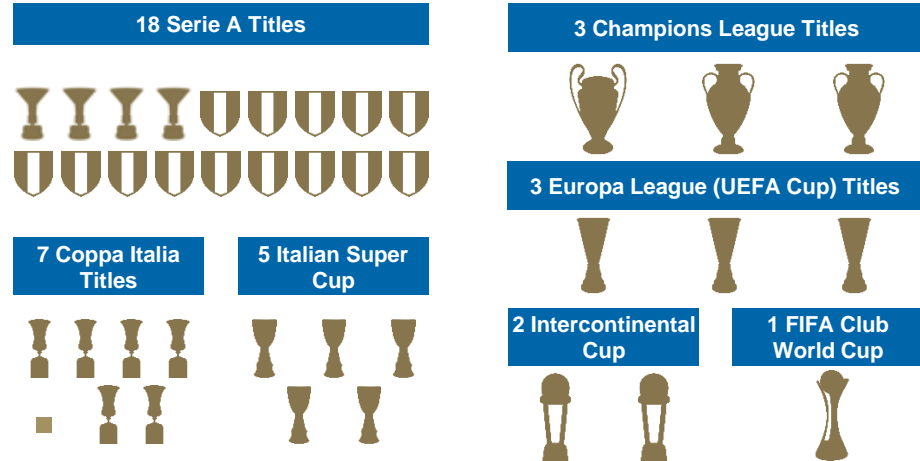 18 Serie A Titles
3 Champions League Titles
3 Europa League (UEFA Cup) Titles
7 Coppa Italia
Titles
5 Italian Super
Cup
2 Intercontinental
Cup
1 FIFA Club
World Cup